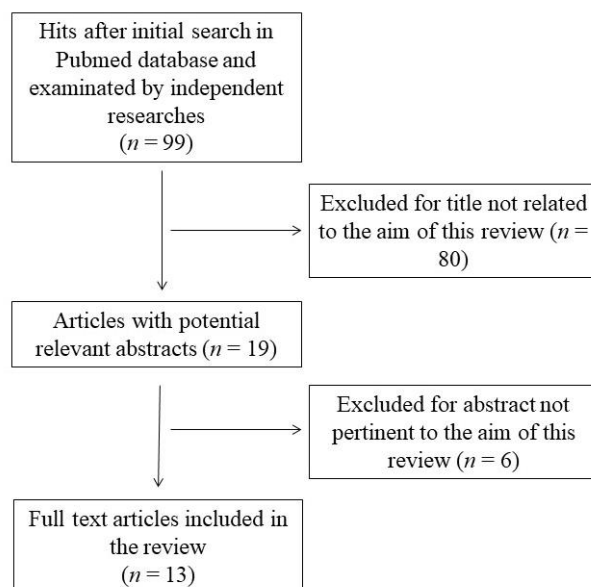 Hits after initial search in
Pubmed database and
examinated by independent
researches
(n = 99)
Excluded for title not related
to the aim of this review (n =
80)
Articles with potential
relevant abstracts (n = 19)
Excluded for abstract not
pertinent to the aim of this
review (n = 6)
Full text articles included in
the review
(n = 13)